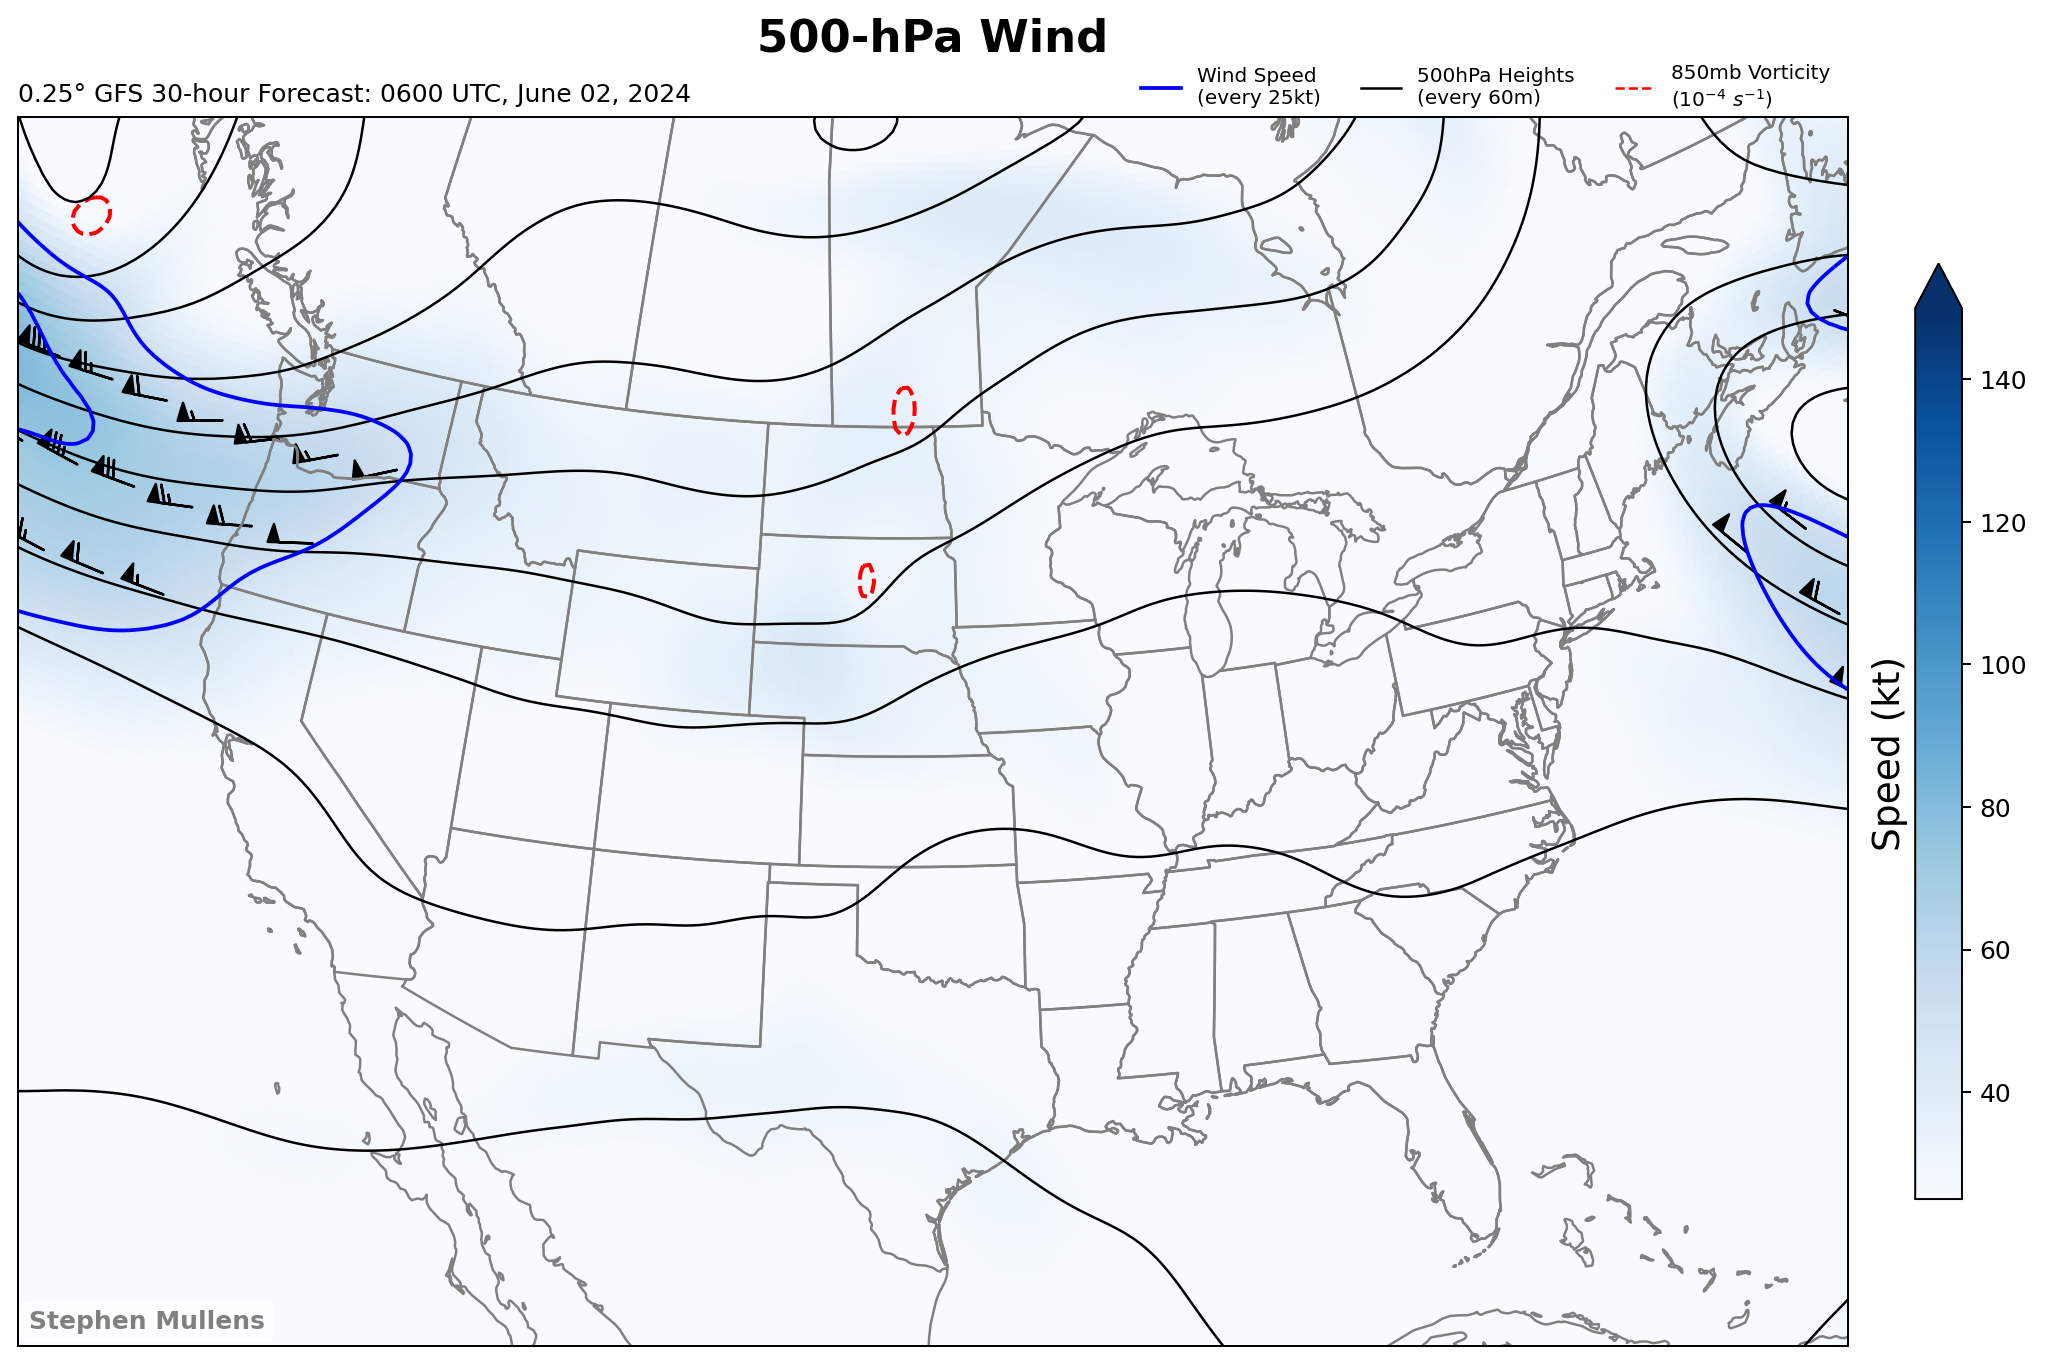 500-hPa Wind
0.25° GFS 30-hour Forecast: 0600 UTC, June 02, 2024
Wind Speed
(every 25kt)
500hPa Heights
(every 60m)
850mb Vorticity
(10⁻⁴ s⁻¹)
140
120
100
80
60
40
Speed (kt)
Stephen Mullens